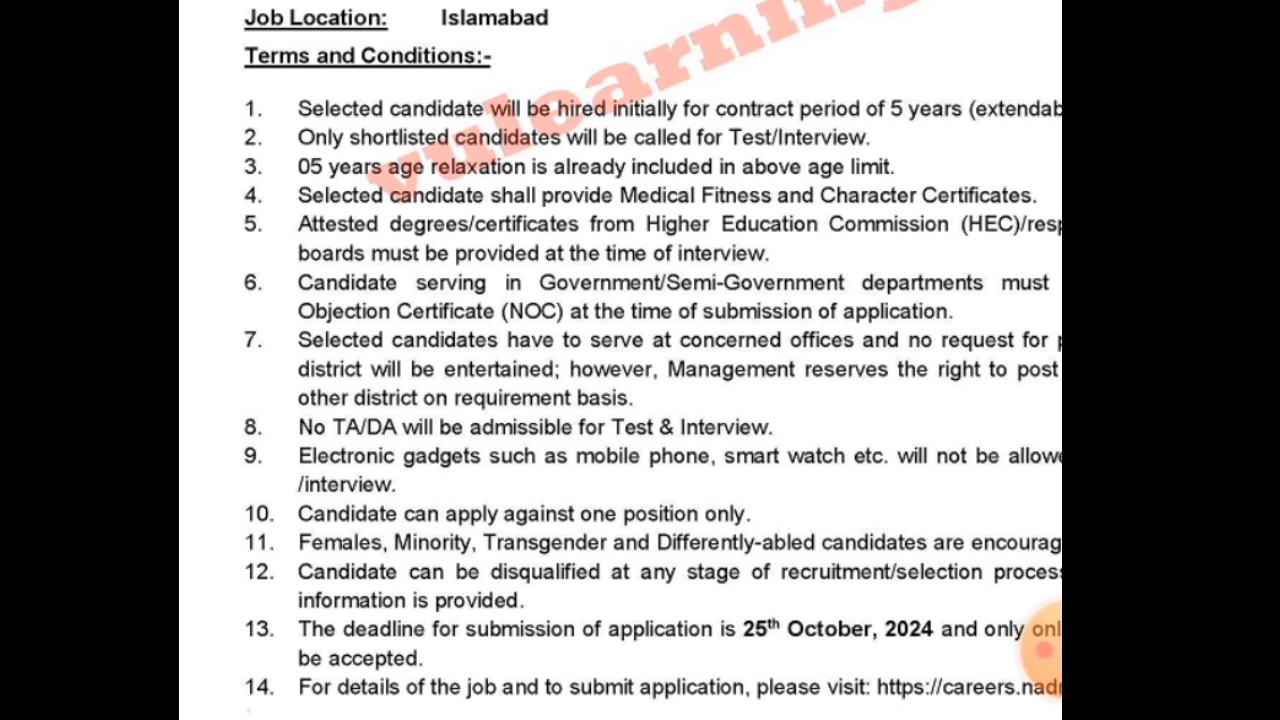 Job Location: Islamabad
Terms and Conditions:-
vulearning
1. Selected candidate will be hired initially for contract period of 5 years (extendab
2. Only shortlisted candidates will be called for Test/Interview.
3. 05 years age relaxation is already included in above age limit.
4. Selected candidate shall provide Medical Fitness and Character Certificates.
5. Attested degrees/certificates from Higher Education Commission (HEC)/resp
boards must be provided at the time of interview.
6. Candidate serving in Government/Semi-Government departments must
Objection Certificate (NOC) at the time of submission of application.
7. Selected candidates have to serve at concerned offices and no request for p
district will be entertained; however, Management reserves the right to post
other district on requirement basis.
8. No TA/DA will be admissible for Test & Interview.
9. Electronic gadgets such as mobile phone, smart watch etc. will not be allowe
/interview.
10. Candidate can apply against one position only.
11. Females, Minority, Transgender and Differently-abled candidates are encourag
12. Candidate can be disqualified at any stage of recruitment/selection process
information is provided.
13. The deadline for submission of application is 25th October, 2024 and only onl
be accepted.
14. For details of the job and to submit application, please visit: https://careers.nadr